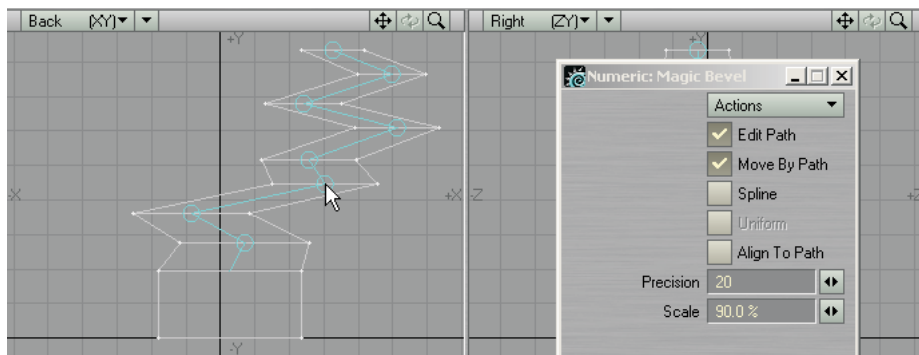 Back (XY)
Right (ZY)
+Y
+Y
Numeric: Magic Bevel
Actions
Edit Path
Move By Path
Spline
-X
+X
-Z
+Z
Uniform
Align To Path
Precision 20
Scale 90.0 %
-Y